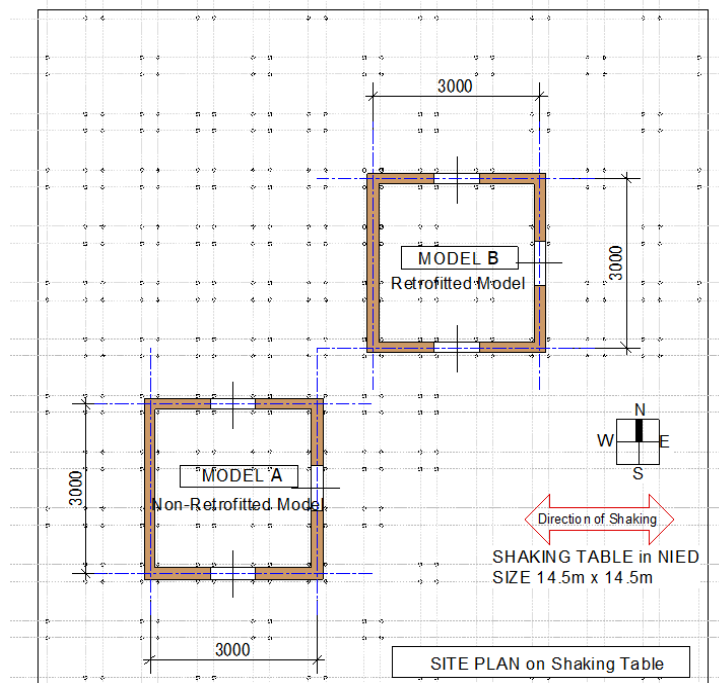 3000
3000
MODEL B
Retrofitted Model
3000
MODEL A
Non-Retrofitted Model
3000
N
W E
S
Direction of Shaking
SHAKING TABLE in NIED
SIZE 14.5m x 14.5m
SITE PLAN on Shaking Table